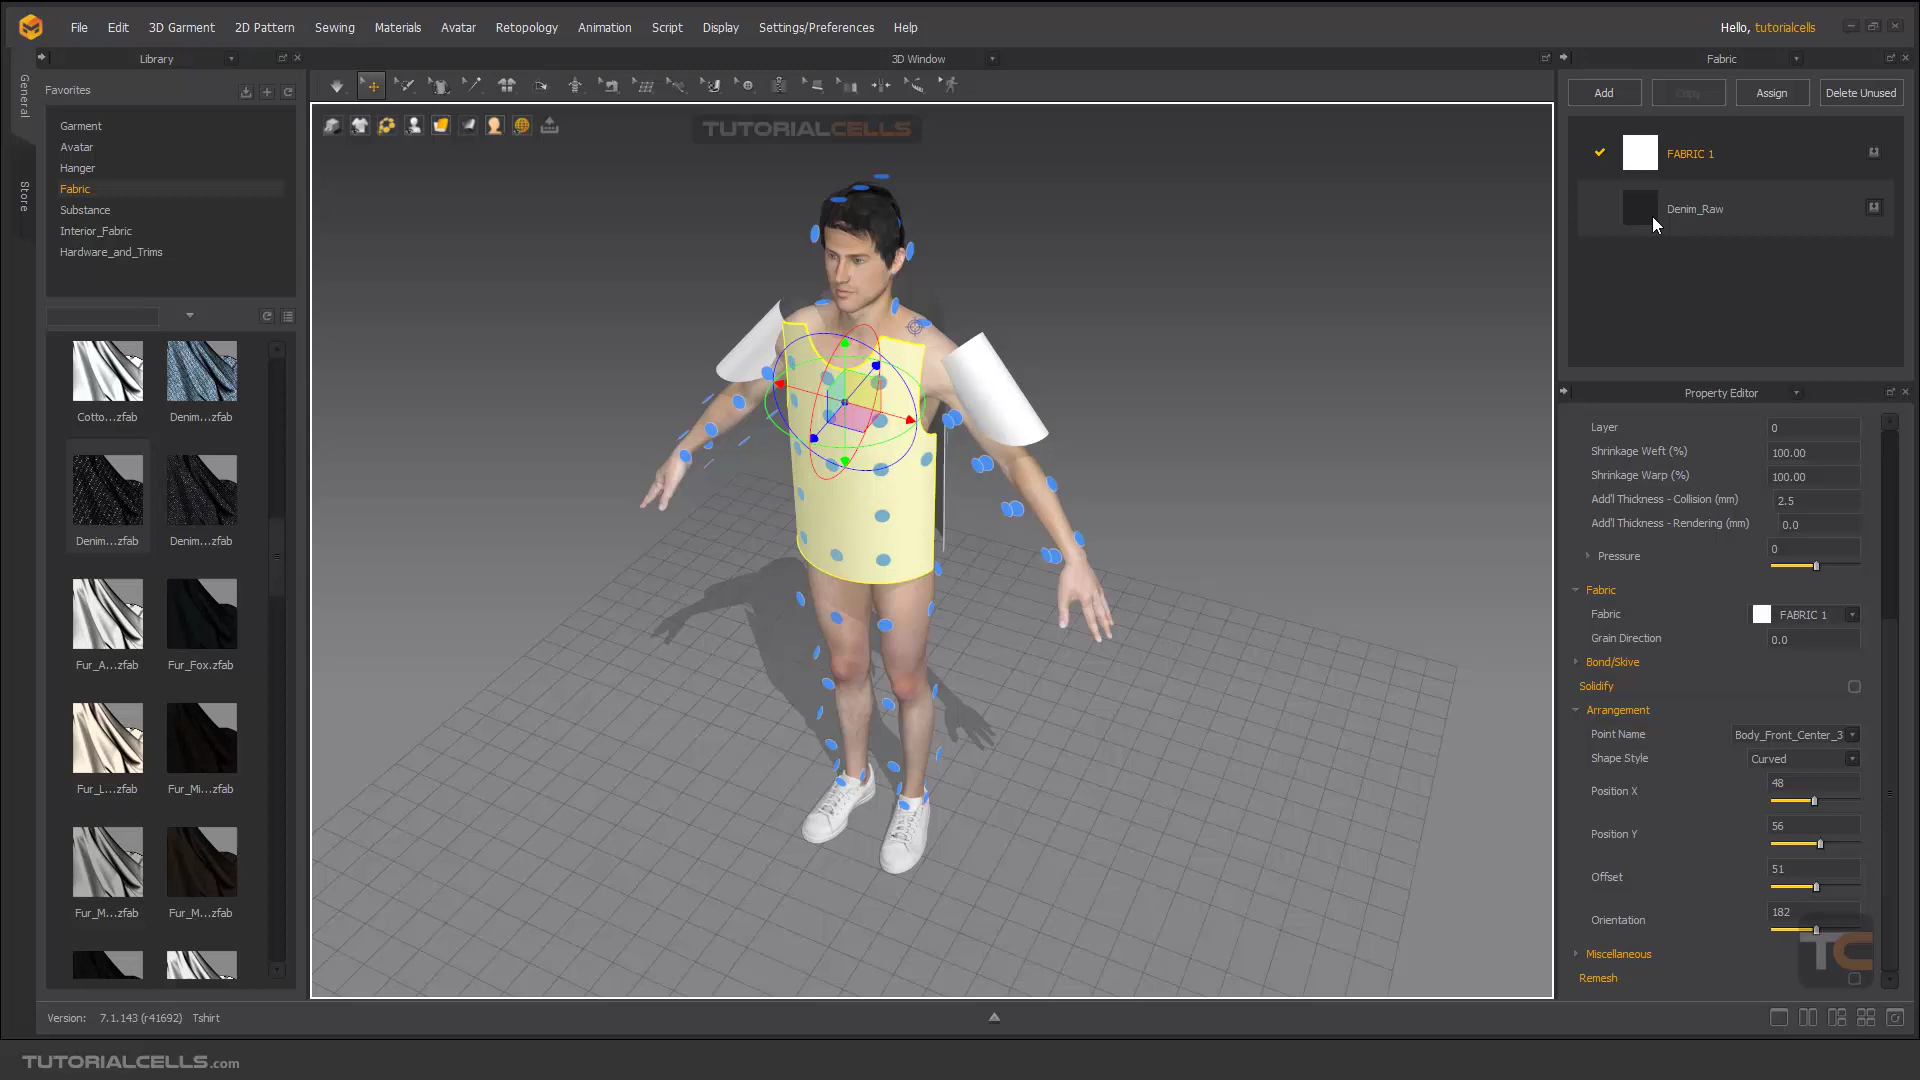 File Edit 3D Garment 2D Pattern Sewing Materials Avatar Retopology Animation Script Display Settings/Preferences Help
Hello, tutorialcells
Library
3D Window
Fabric
General
Store
Favorites
Garment
Avatar
Hanger
Fabric
Substance
Interior_Fabric
Hardware_and_Trims
Cotto...zfab
Denim...zfab
Denim...zfab
Denim...zfab
Fur_A...zfab
Fur_Fox.zfab
Fur_L...zfab
Fur_Mi...zfab
Fur_M...zfab
Fur_M...zfab
TUTORIALCELLS
Add
Copy
Assign
Delete Unused
FABRIC 1
Denim_Raw
Property Editor
Layer 0
Shrinkage Weft (%) 100.00
Shrinkage Warp (%) 100.00
Add'l Thickness - Collision (mm) 2.5
Add'l Thickness - Rendering (mm) 0.0
Pressure 0
Fabric
Fabric FABRIC 1
Grain Direction 0.0
Bond/Skive
Solidify
Arrangement
Point Name Body_Front_Center_3
Shape Style Curved
Position X 48
Position Y 56
Offset 51
Orientation 182
Miscellaneous
Remesh
TC
Version: 7.1.143 (r41692) Tshirt
TUTORIALCELLS.com